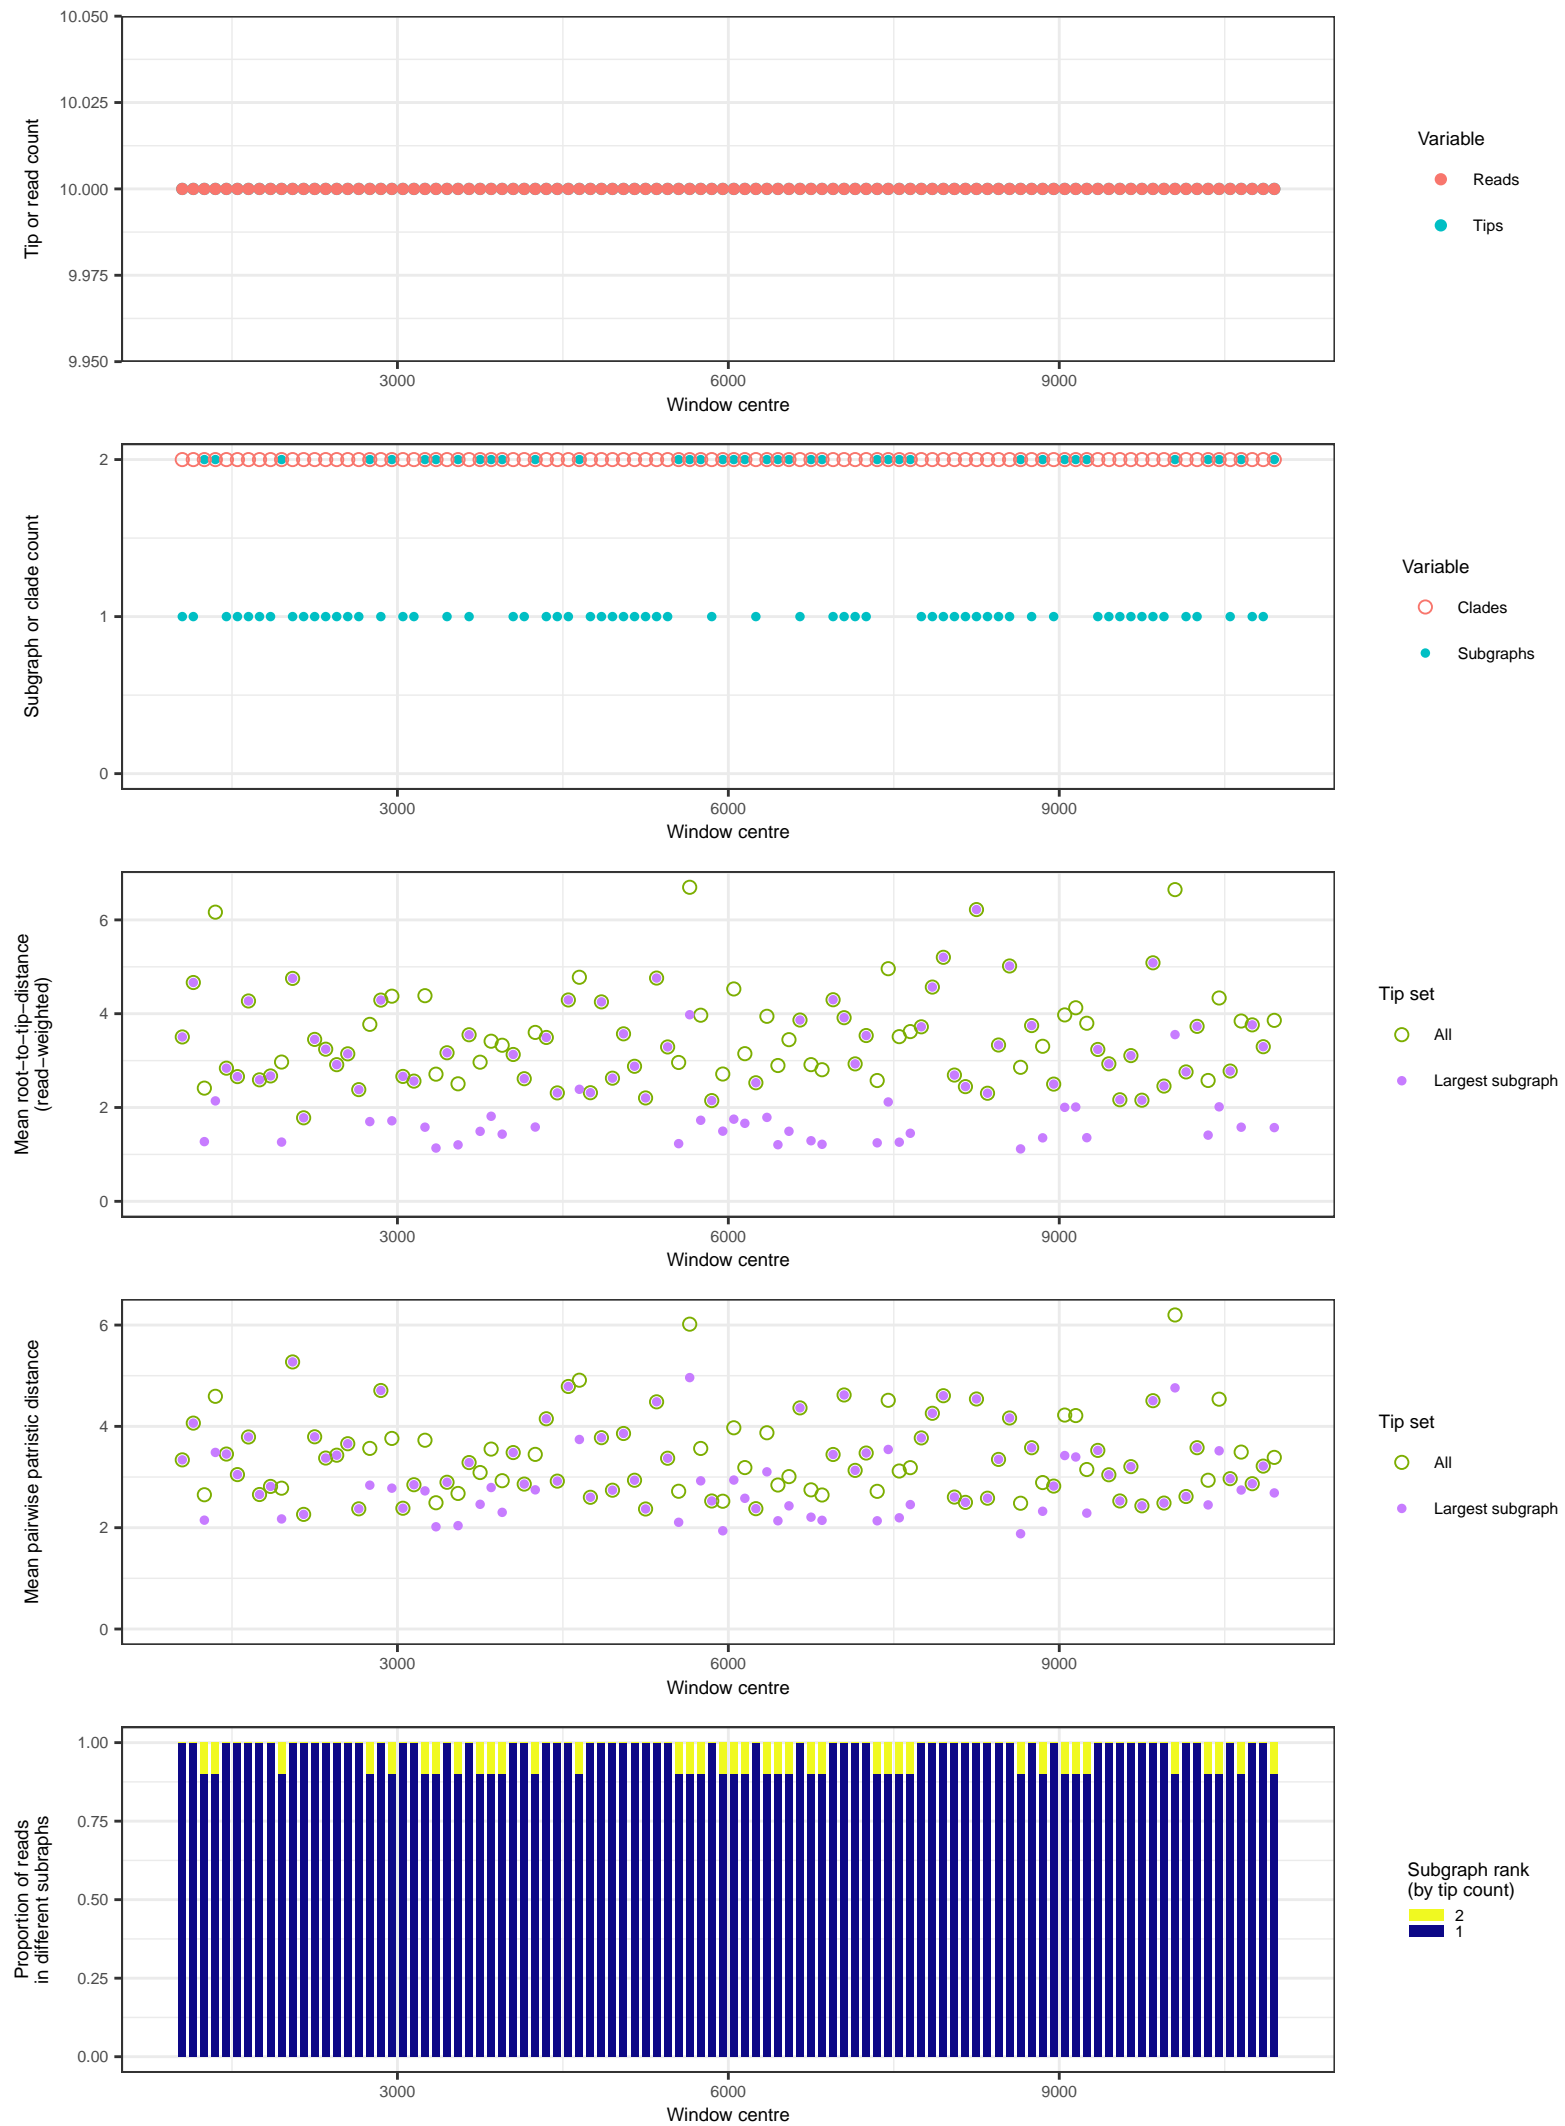 10.050
10.025
10.000
9.975
9.950
Tip or read count
3000
6000
9000
Window centre
Variable
Reads
Tips
2
1
0
Subgraph or clade count
3000
6000
9000
Window centre
Variable
Clades
Subgraphs
6
4
2
0
Mean root−to−tip−distance
(read−weighted)
3000
6000
9000
Window centre
Tip set
All
Largest subgraph
6
4
2
0
Mean pairwise patristic distance
3000
6000
9000
Window centre
Tip set
All
Largest subgraph
1.00
0.75
0.50
0.25
0.00
Proportion of reads
in different subraphs
3000
6000
9000
Window centre
Subgraph rank
(by tip count)
2
1